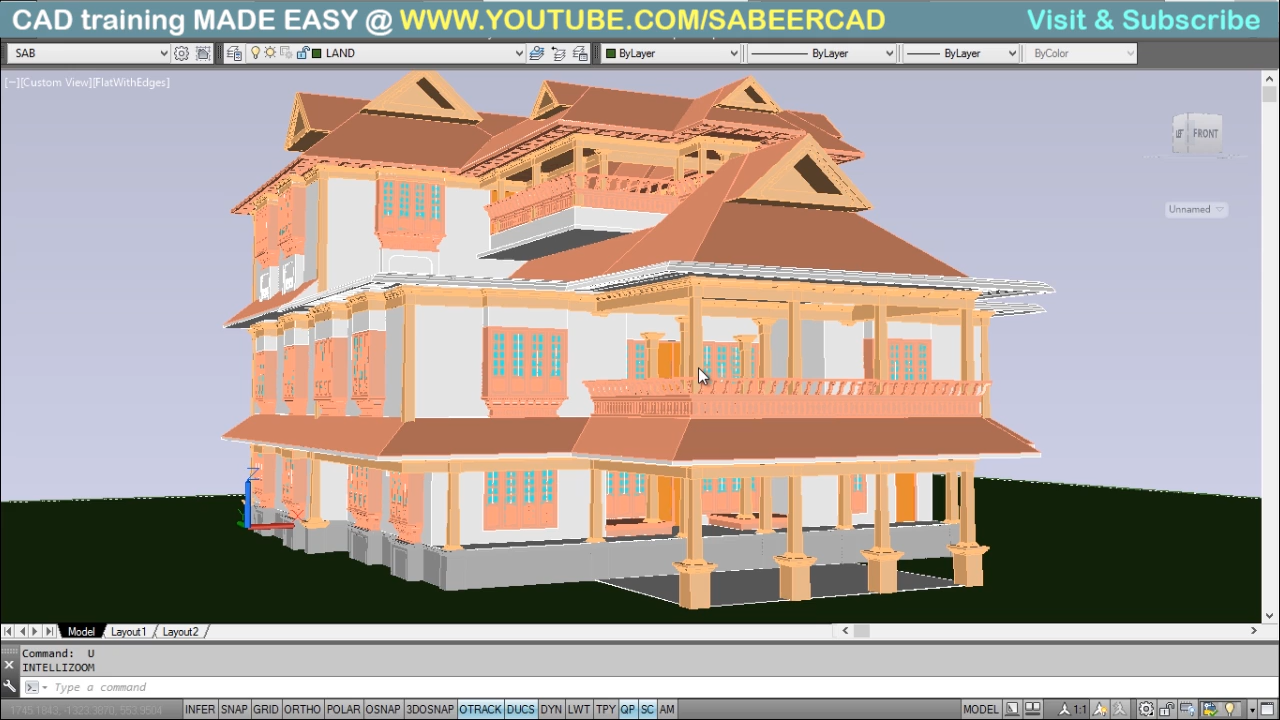 CAD training MADE EASY @ WWW.YOUTUBE.COM/SABEERCAD Visit & Subscribe
SAB LAND ByLayer ByLayer ByLayer ByColor
[−][Custom View][FlatWithEdges]
FRONT
Unnamed
Z
X
Model Layout1 Layout2
Command: U
INTELLIZOOM
Type a command
INFER SNAP GRID ORTHO POLAR OSNAP 3DOSNAP OTRACK DUCS DYN LWT TPY QP SC AM MODEL 1:1